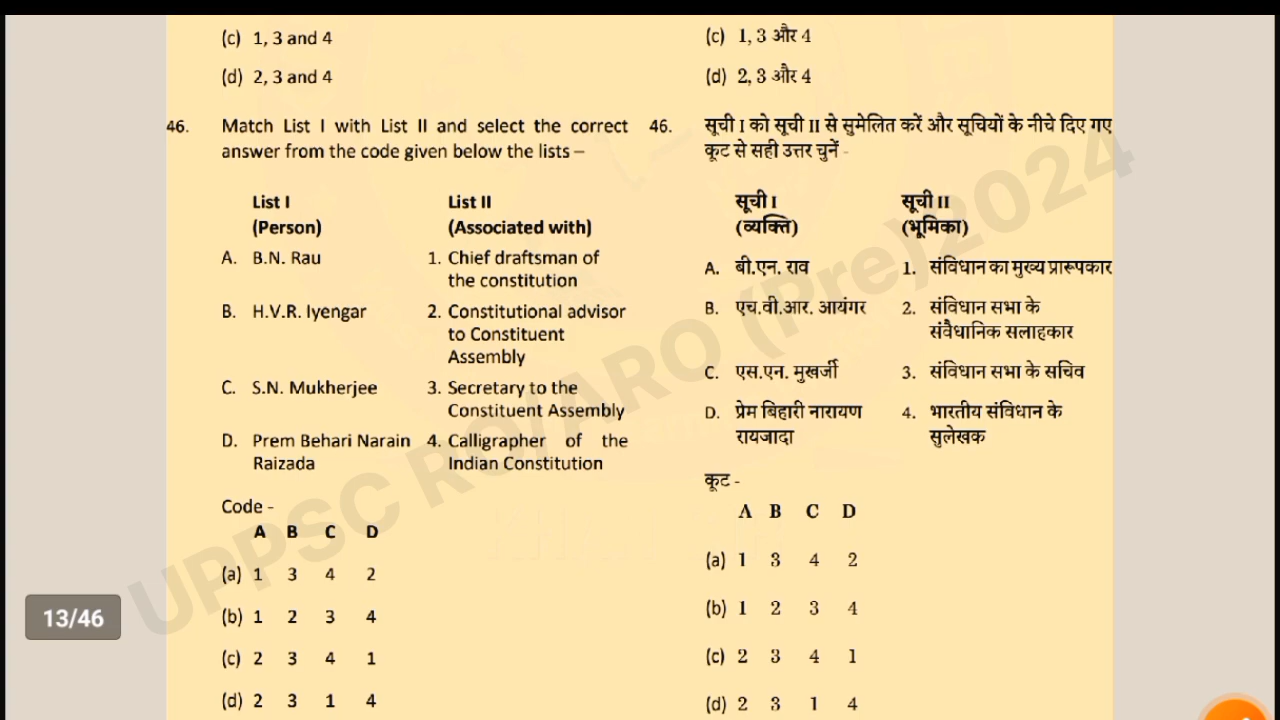 (c) 1, 3 and 4
(d) 2, 3 and 4
46. Match List I with List II and select the correct
answer from the code given below the lists –
List I List II
(Person) (Associated with)
A. B.N. Rau 1. Chief draftsman of
the constitution
B. H.V.R. Iyengar 2. Constitutional advisor
to Constituent
Assembly
C. S.N. Mukherjee 3. Secretary to the
Constituent Assembly
D. Prem Behari Narain 4. Calligrapher of the
Raizada Indian Constitution
Code -
A B C D
(a) 1 3 4 2
(b) 1 2 3 4
(c) 2 3 4 1
(d) 2 3 1 4
(c) 1, 3 और 4
(d) 2, 3 और 4
46. सूची I को सूची II से सुमेलित करें और सूचियों के नीचे दिए गए
कूट से सही उत्तर चुनें -
सूची I सूची II
(व्यक्ति) (भूमिका)
A. बी.एन. राव 1. संविधान का मुख्य प्रारूपकार
B. एच.वी.आर. आयंगर 2. संविधान सभा के
संवैधानिक सलाहकार
C. एस.एन. मुखर्जी 3. संविधान सभा के सचिव
D. प्रेम बिहारी नारायण 4. भारतीय संविधान के
रायजादा सुलेखक
कूट -
A B C D
(a) 1 3 4 2
(b) 1 2 3 4
(c) 2 3 4 1
(d) 2 3 1 4
UPPSC RO/ARO (Pre) 2024
13/46